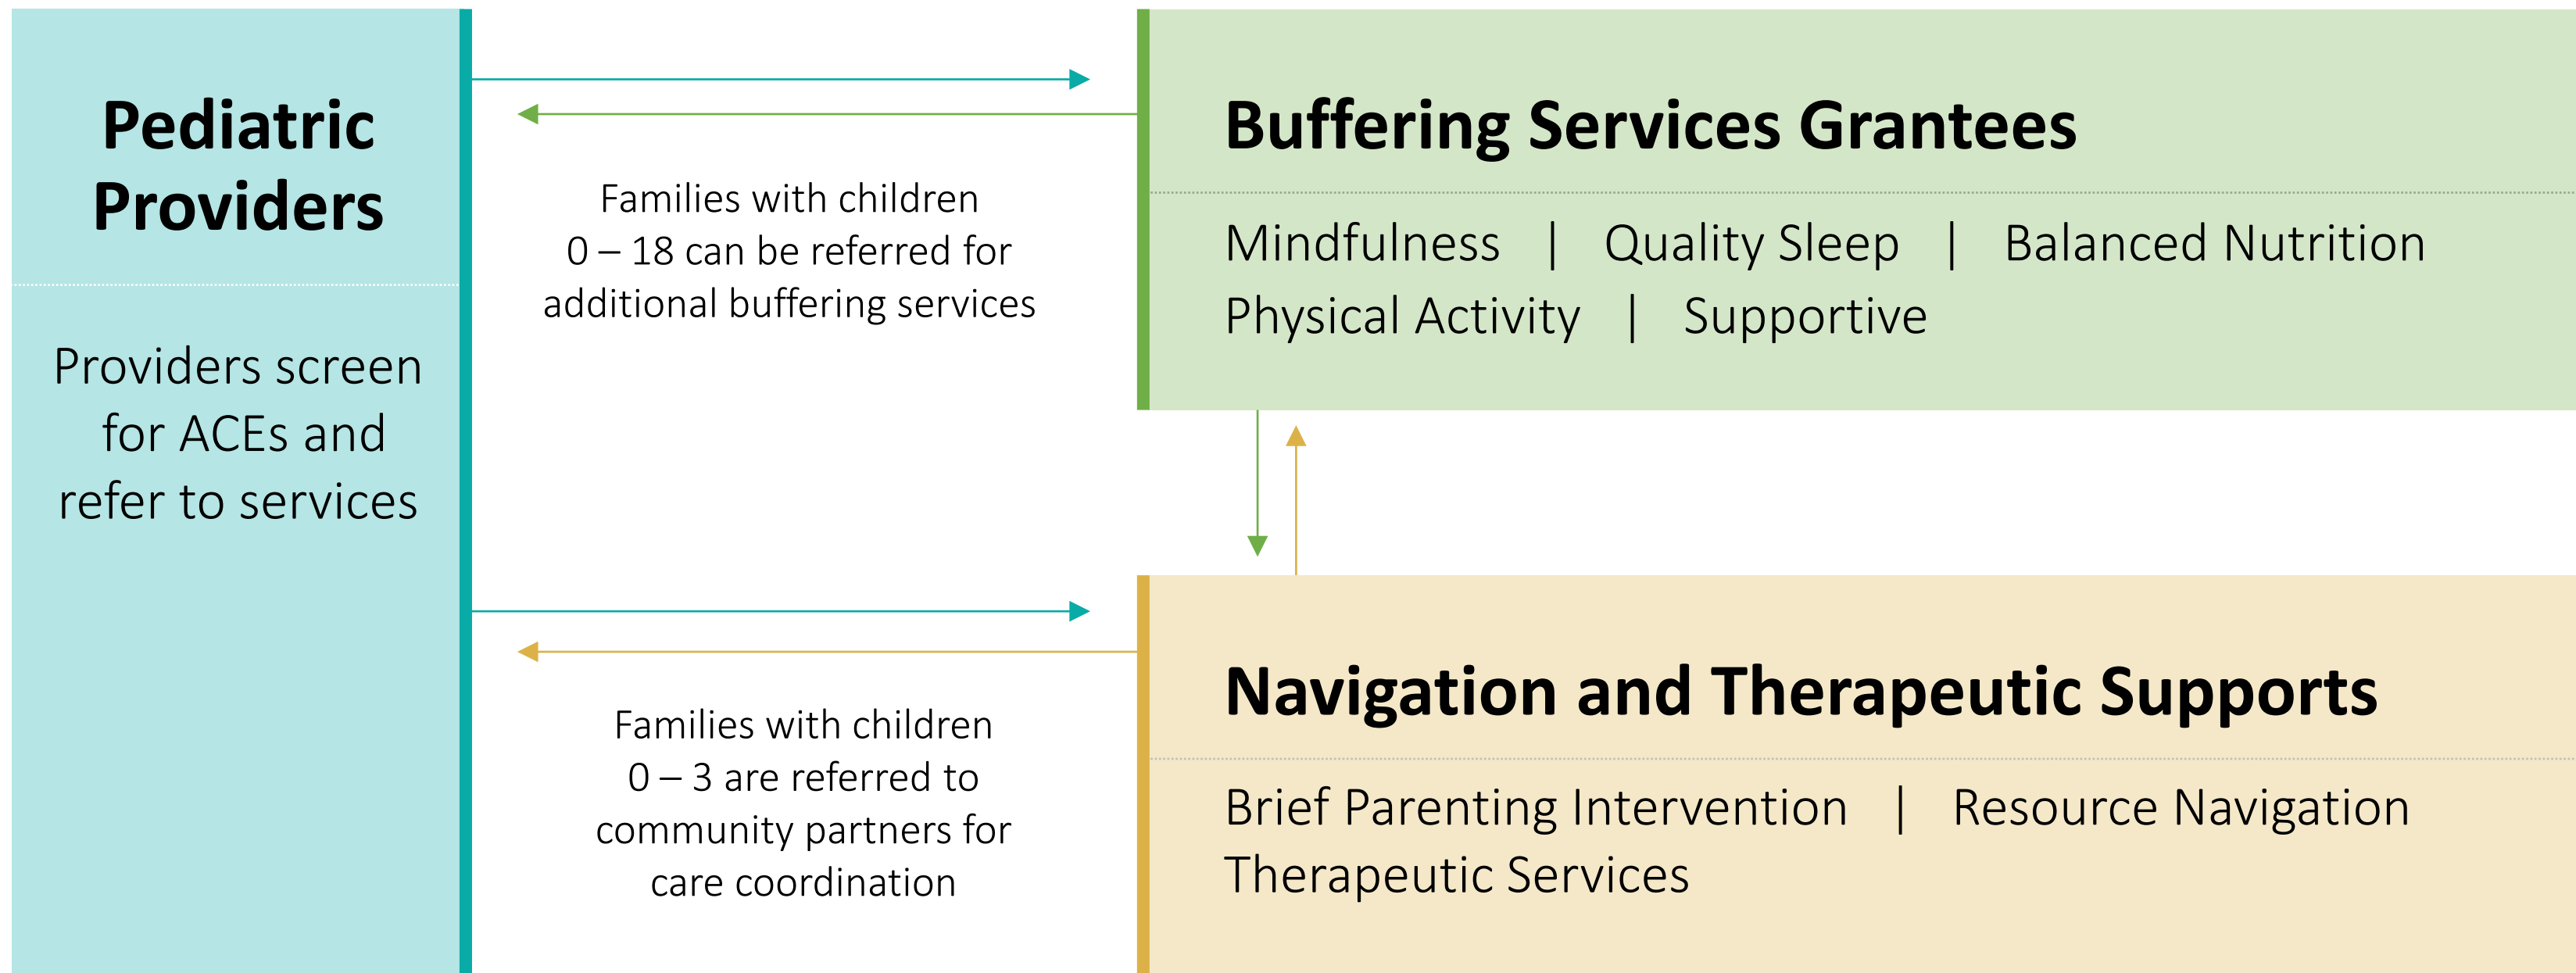 Pediatric
Providers
Providers screen
for ACEs and
refer to services
Families with children
0 – 18 can be referred for
additional buffering services
Families with children
0 – 3 are referred to
community partners for
care coordination
Buffering Services Grantees
Mindfulness | Quality Sleep | Balanced Nutrition
Physical Activity | Supportive
Navigation and Therapeutic Supports
Brief Parenting Intervention | Resource Navigation
Therapeutic Services